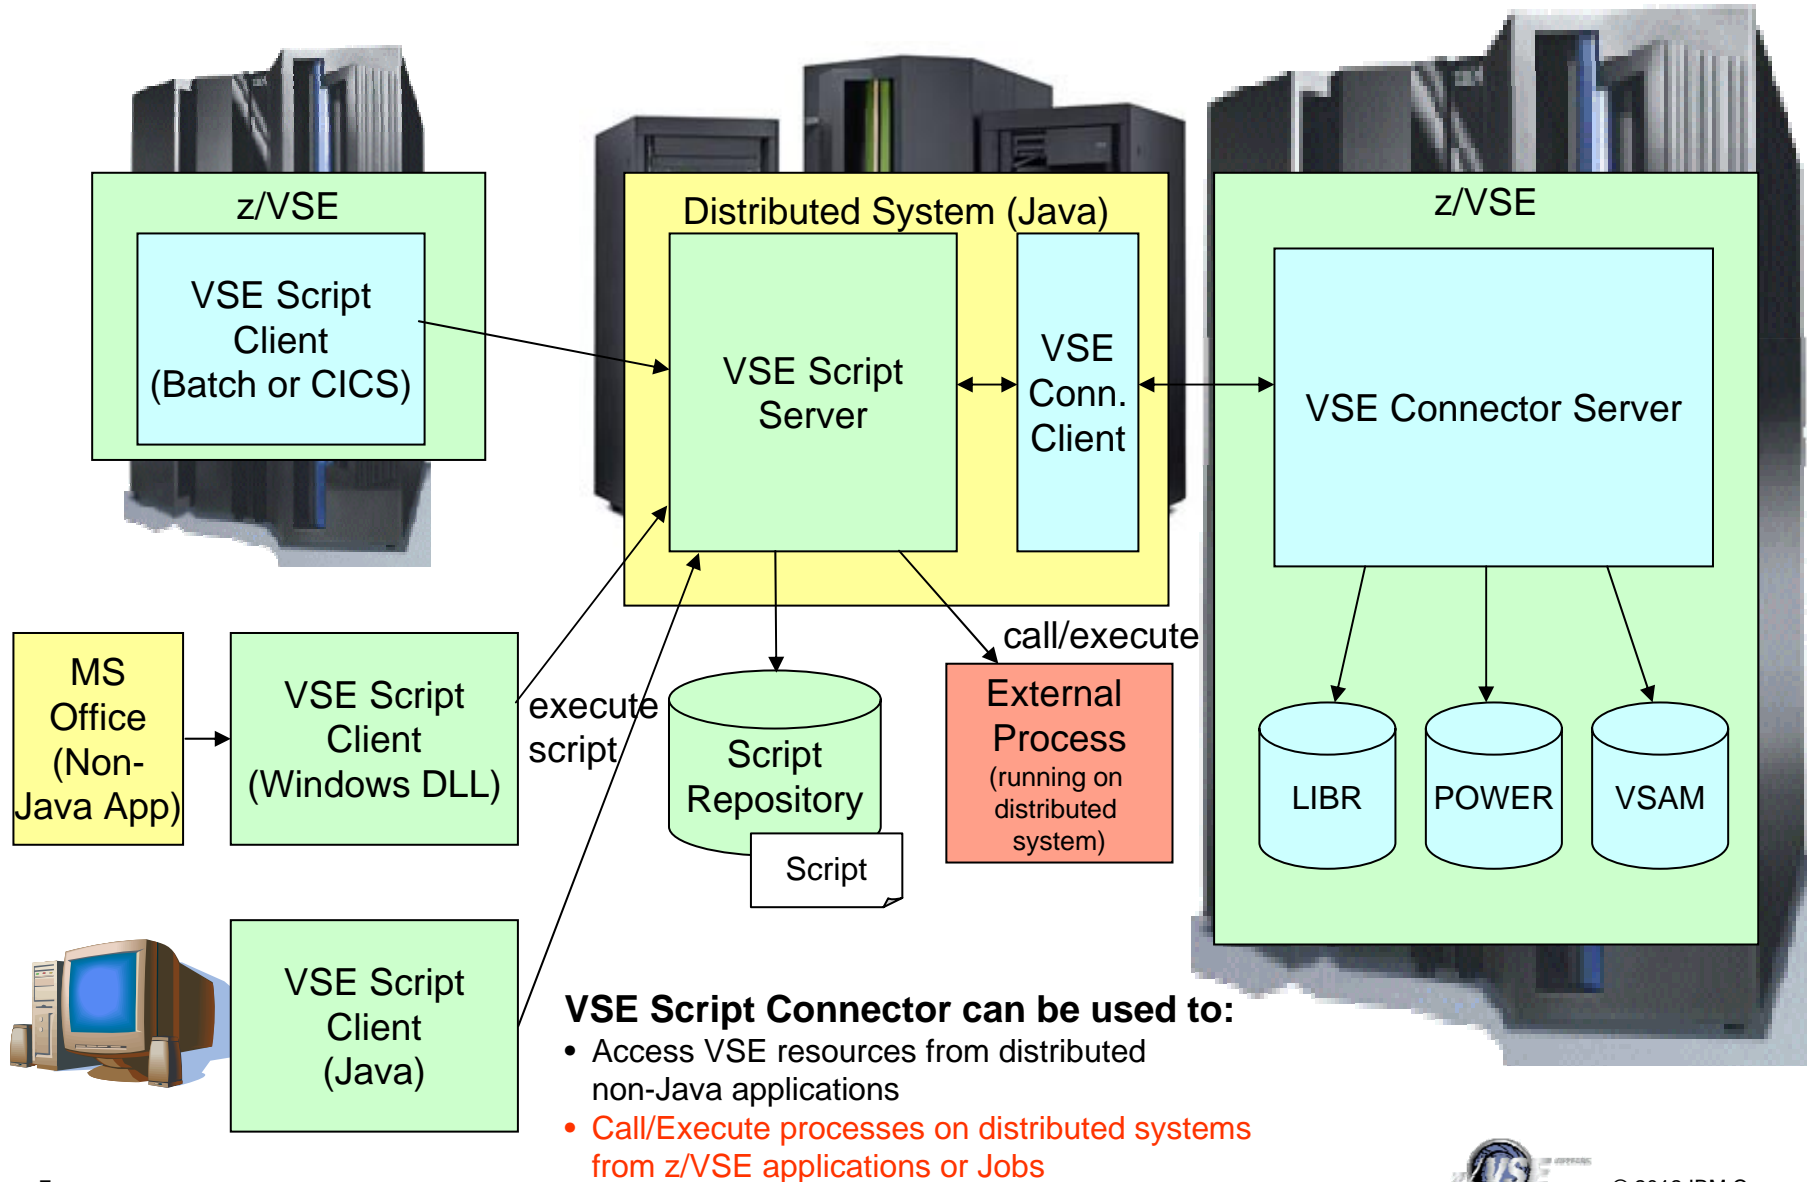 z/VSE
VSE Script
Client
(Batch or CICS)
Distributed System (Java)
VSE Script
Server
VSE
Conn.
Client
z/VSE
VSE Connector Server
LIBR
POWER
VSAM
MS
Office
(Non-
Java App)
VSE Script
Client
(Windows DLL)
execute
script
Script
Repository
Script
call/execute
External
Process
(running on
distributed
system)
VSE Script
Client
(Java)
VSE Script Connector can be used to:
• Access VSE resources from distributed
non-Java applications
• Call/Execute processes on distributed systems
from z/VSE applications or Jobs